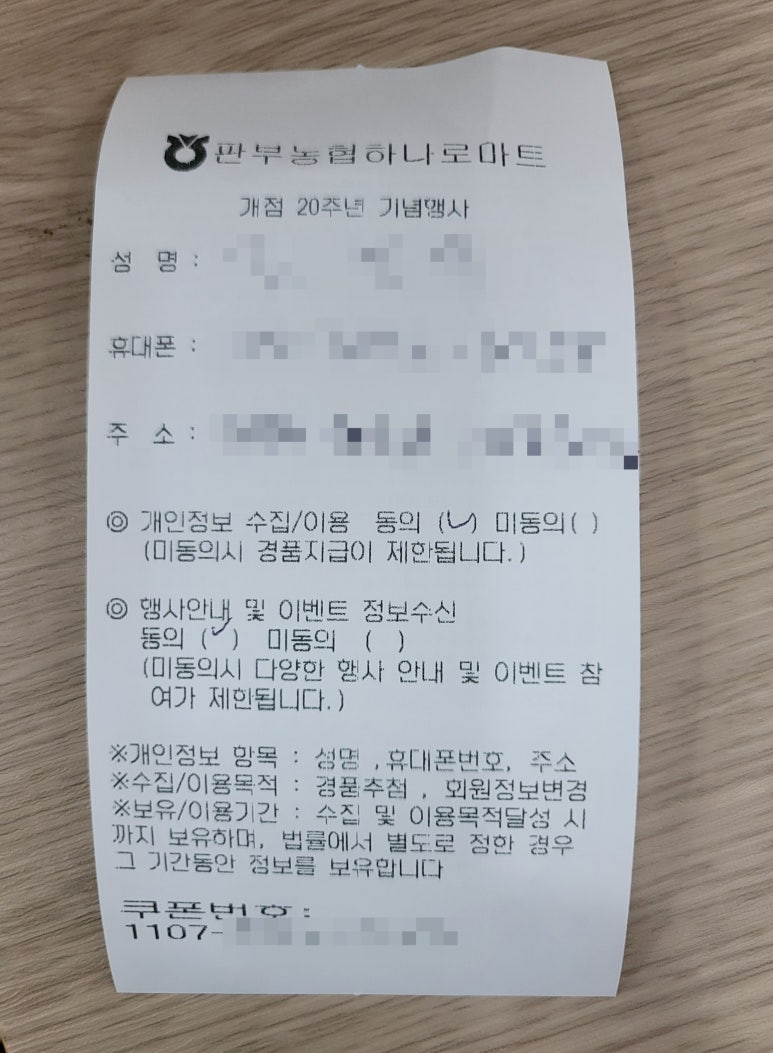 판부농협하나로마트
개점 20주년 기념행사
성 명 :
휴대폰 :
주 소 :
◎ 개인정보 수집/이용 동의 (✓) 미동의( )
(미동의시 경품지급이 제한됩니다.)
◎ 행사안내 및 이벤트 정보수신
동의 (✓) 미동의 ( )
(미동의시 다양한 행사 안내 및 이벤트 참
여가 제한됩니다.)
※개인정보 항목 : 성명 ,휴대폰번호, 주소
※수집/이용목적 : 경품추첨 , 회원정보변경
※보유/이용기간 : 수집 및 이용목적달성 시
까지 보유하며, 법률에서 별도로 정한 경우
그 기간동안 정보를 보유합니다
쿠폰번호:
1107-